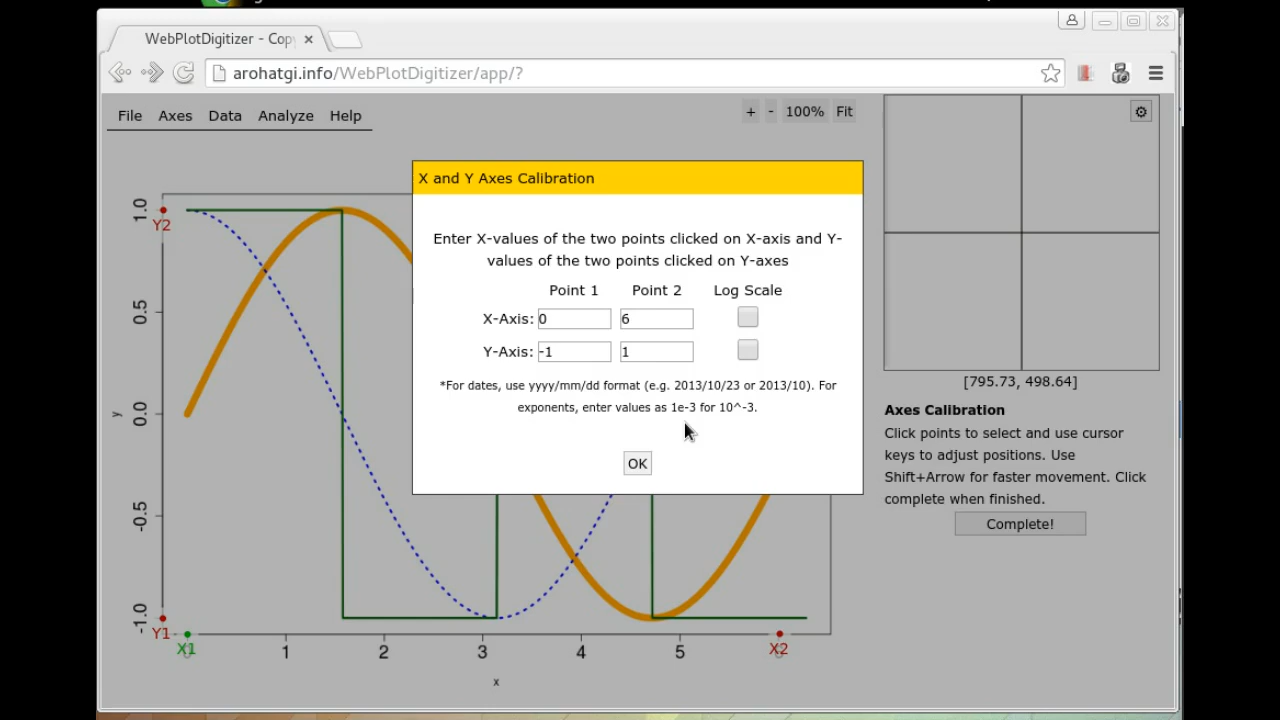 WebPlotDigitizer - Cop
arohatgi.info/WebPlotDigitizer/app/?
File Axes Data Analyze Help
+ - 100% Fit
X and Y Axes Calibration
Enter X-values of the two points clicked on X-axis and Y-
values of the two points clicked on Y-axes
Point 1 Point 2 Log Scale
X-Axis: 0 6
Y-Axis: -1 1
*For dates, use yyyy/mm/dd format (e.g. 2013/10/23 or 2013/10). For
exponents, enter values as 1e-3 for 10^-3.
OK
[795.73, 498.64]
Axes Calibration
Click points to select and use cursor
keys to adjust positions. Use
Shift+Arrow for faster movement. Click
complete when finished.
Complete!
1.0
Y2
0.5
y
0.0
-0.5
-1.0
Y1
X1 1 2 3 4 5 X2
x